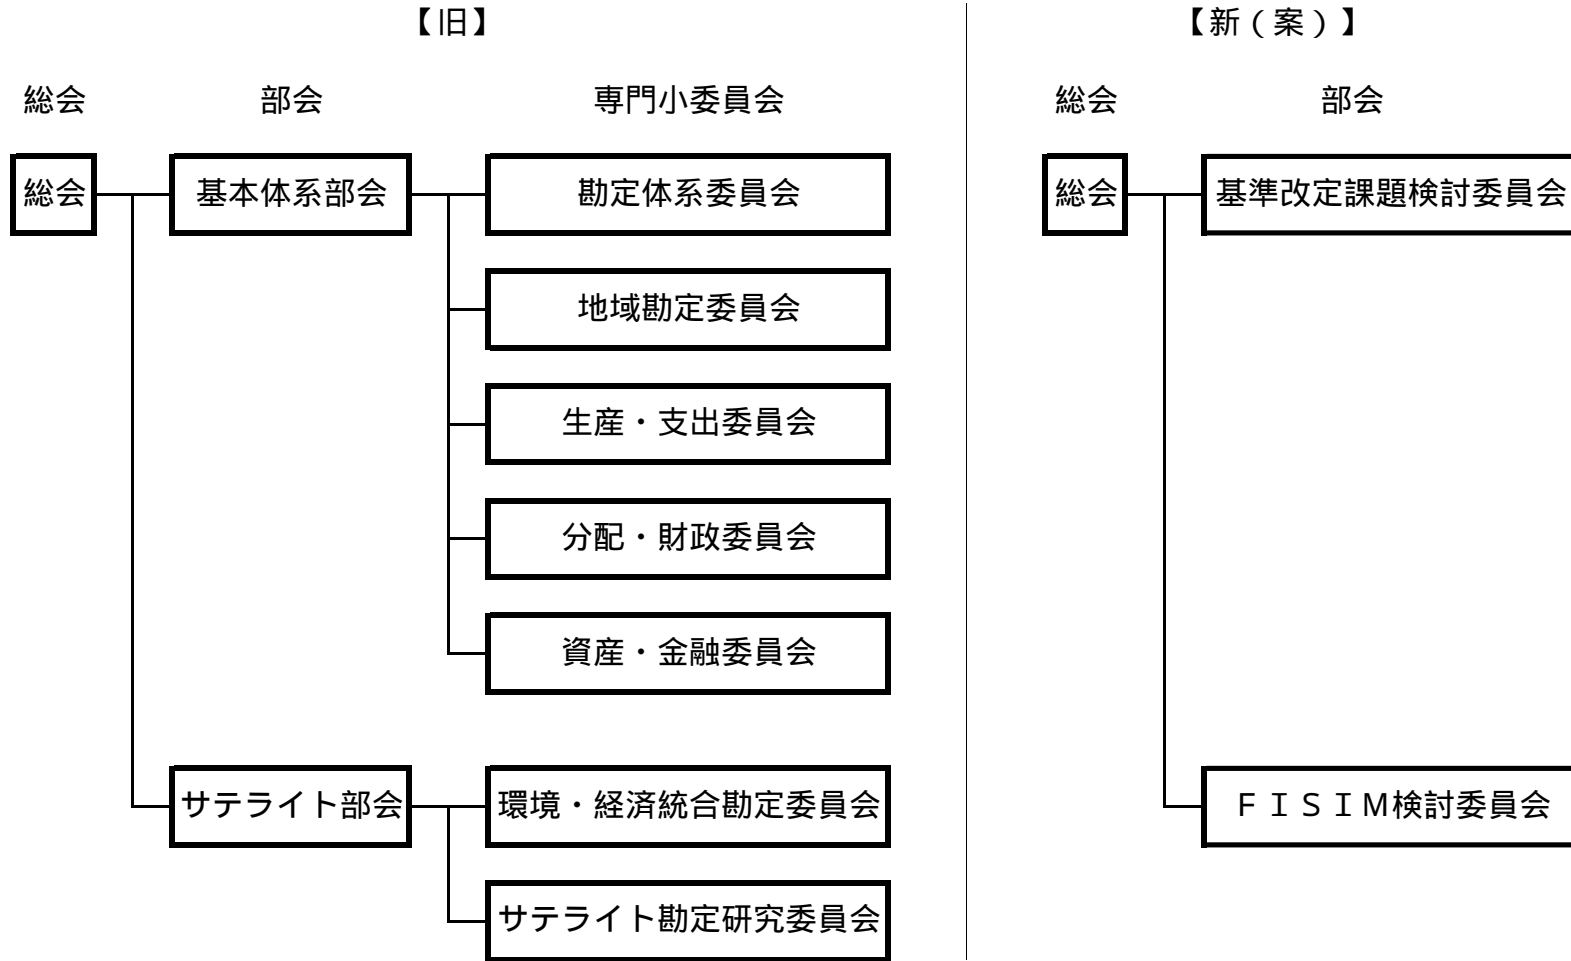 【旧】
総会 部会 専門小委員会
総会 基本体系部会 勘定体系委員会
地域勘定委員会
生産・支出委員会
分配・財政委員会
資産・金融委員会
サテライト部会 環境・経済統合勘定委員会
サテライト勘定研究委員会
【新（案）】
総会 部会
総会 基準改定課題検討委員会
ＦＩＳＩＭ検討委員会